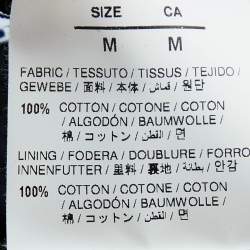 SIZE CA
M M
FABRIC / TESSUTO / TISSUS / TEJIDO /
GEWEBE / 面料 / 本体 / قماش / 원단
100% COTTON / COTONE / COTON
/ ALGODÓN / BAUMWOLLE /
棉 / コットン / القطن / 면
LINING / FODERA / DOUBLURE / FORRO
INNENFUTTER / 里料 / 裏地 / بطانة / 안감
100% COTTON / COTONE / COTON
/ ALGODÓN / BAUMWOLLE /
棉 / コットン / القطن / 면